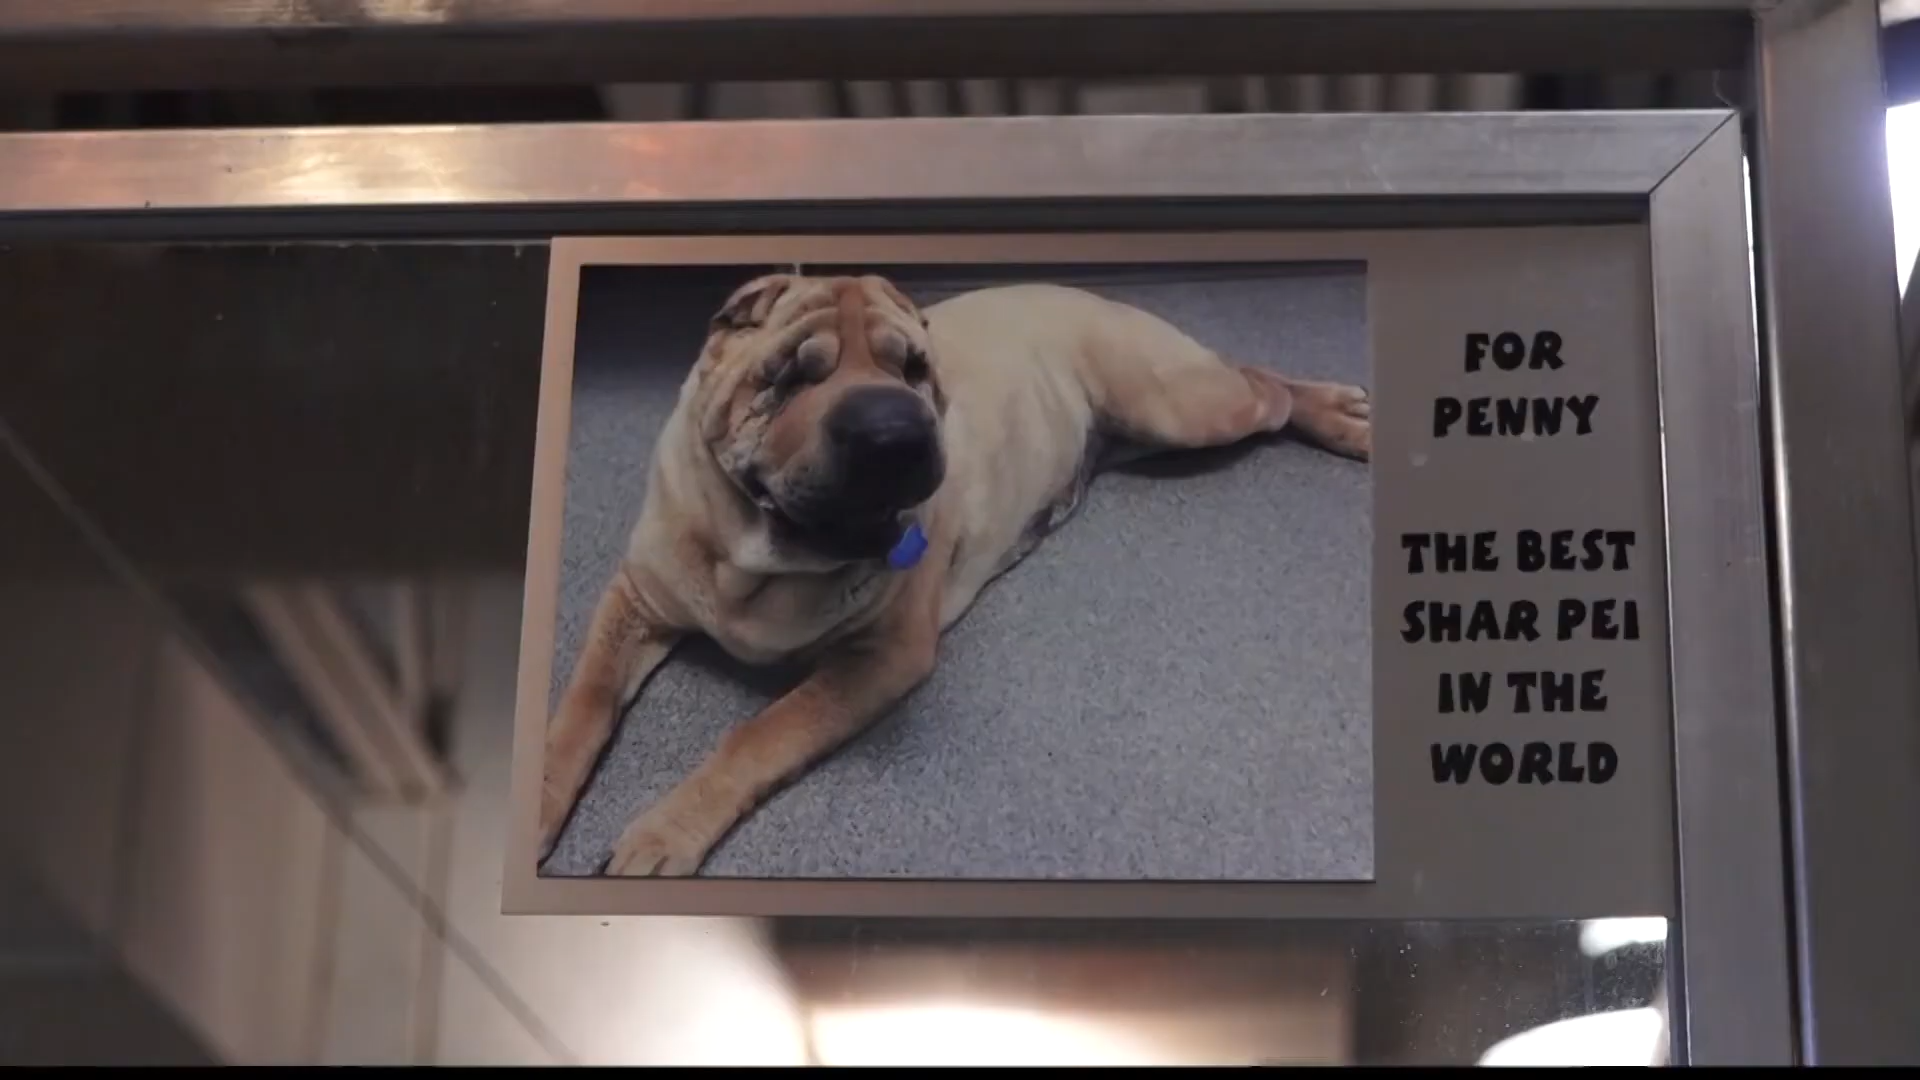 FOR
PENNY
THE BEST
SHAR PEI
IN THE
WORLD